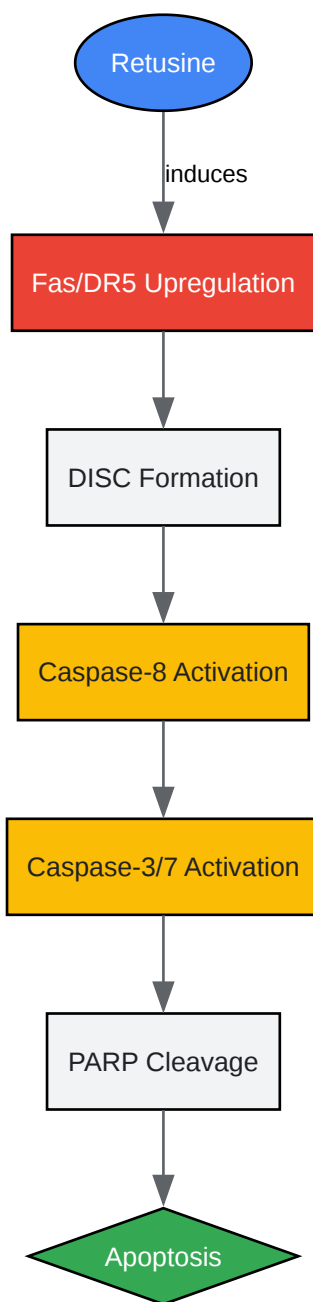 Retusine
induces
Fas/DR5 Upregulation
DISC Formation
Caspase-8 Activation
Caspase-3/7 Activation
PARP Cleavage
Apoptosis